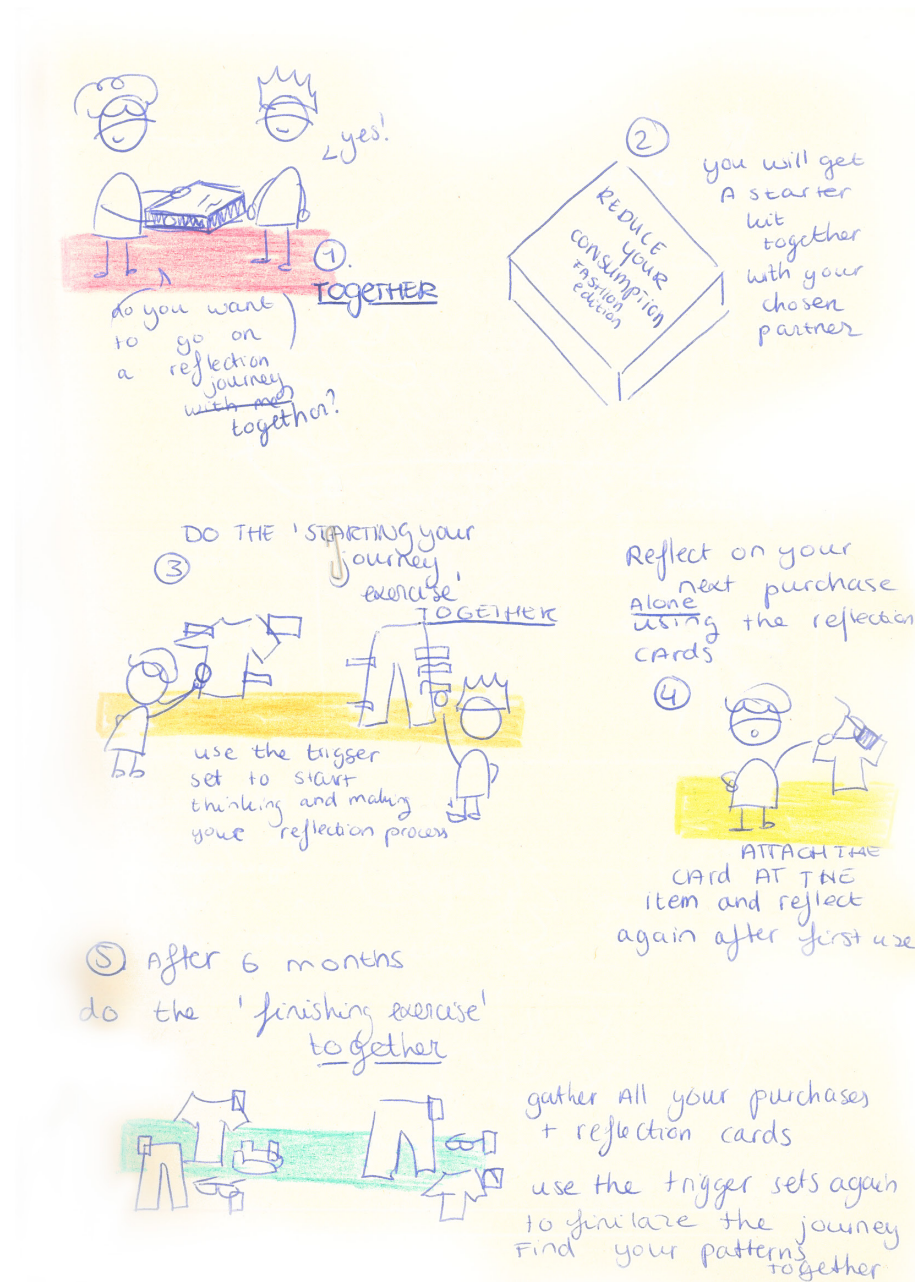 yes!
1.
TOGETHER
do you want
to go on
a reflection
journey
with me?
together?
2
REDUCE
YOUR
CONSUMPTION
FASHION
edition
you will get
A starter
kit
together
with your
chosen
partner
DO THE 'STARTING your
journey
exercise'
TOGETHER
3
use the trigger
set to start
thinking and making
your reflection process
Reflect on your
next purchase
Alone
using the reflection
CARDS
4
ATTACH THE
CARD AT THE
item and reflect
again after first use
5. After 6 months
do the 'finishing exercise'
together
gather All your purchases
+ reflection cards
use the trigger sets again
to finilaze the journey
Find your patterns
together